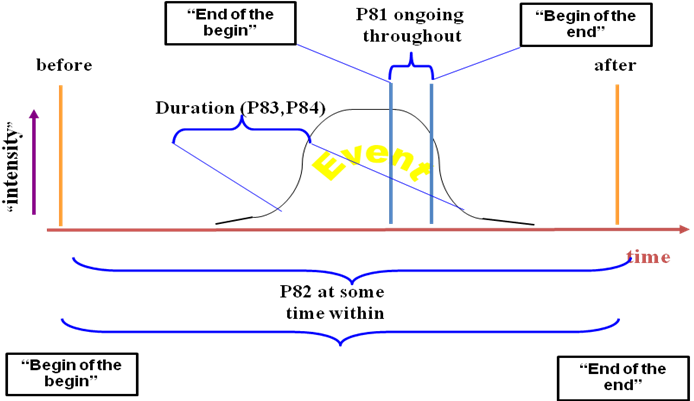 “End of the
begin”
P81 ongoing
throughout
“Begin of the
end”
before
after
Duration (P83,P84)
“intensity”
Event
time
P82 at some
time within
“Begin of the
begin”
“End of the
end”